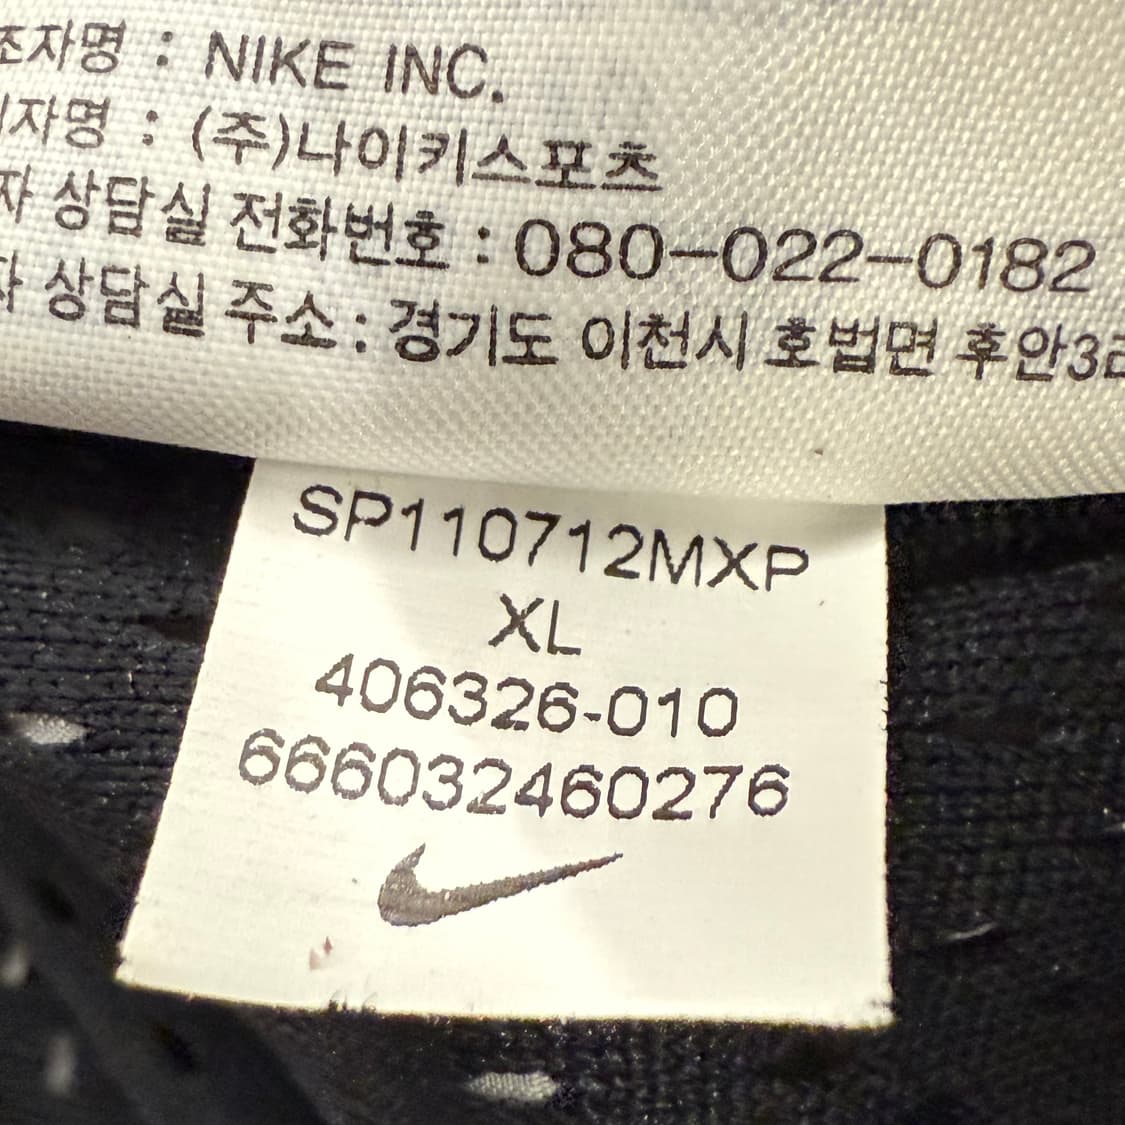 조자명 : NIKE INC.
자명 : (주)나이키스포츠
자 상담실 전화번호 : 080-022-0182
자 상담실 주소 : 경기도 이천시 호법면 후안3리
SP110712MXP
XL
406326-010
666032460276